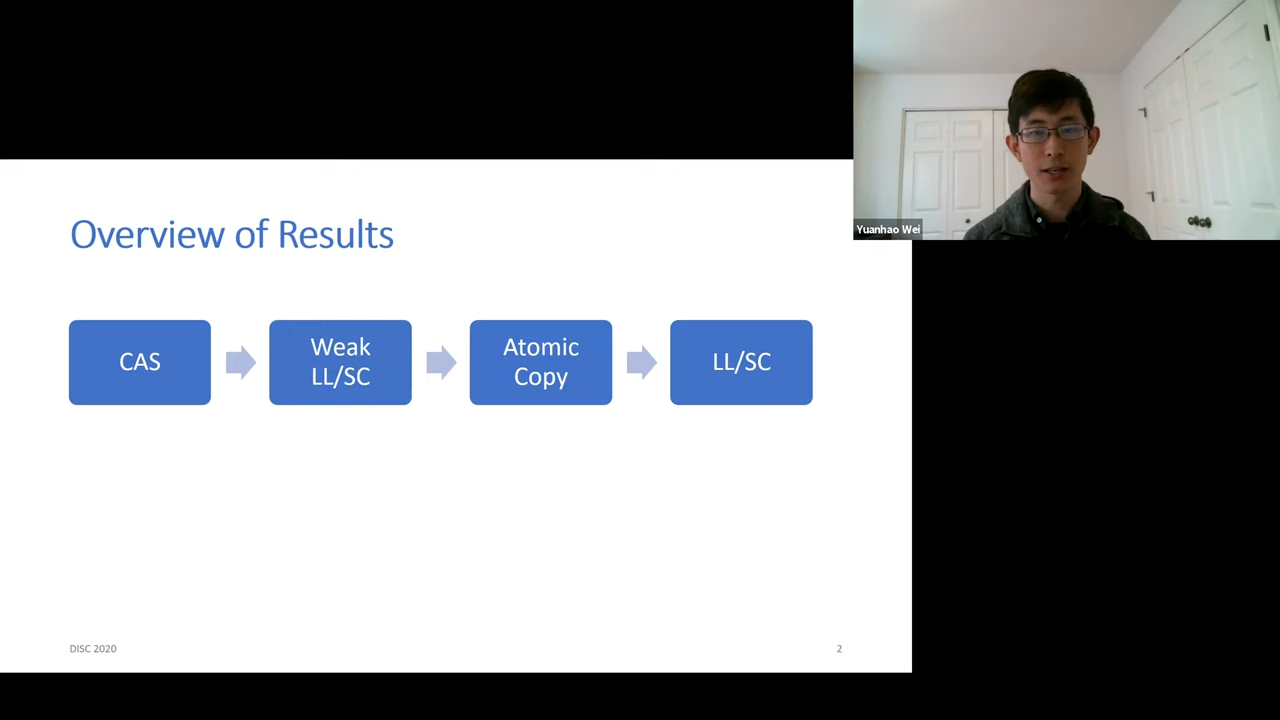 Yuanhao Wei
Overview of Results
CAS
Weak
LL/SC
Atomic
Copy
LL/SC
DISC 2020
2